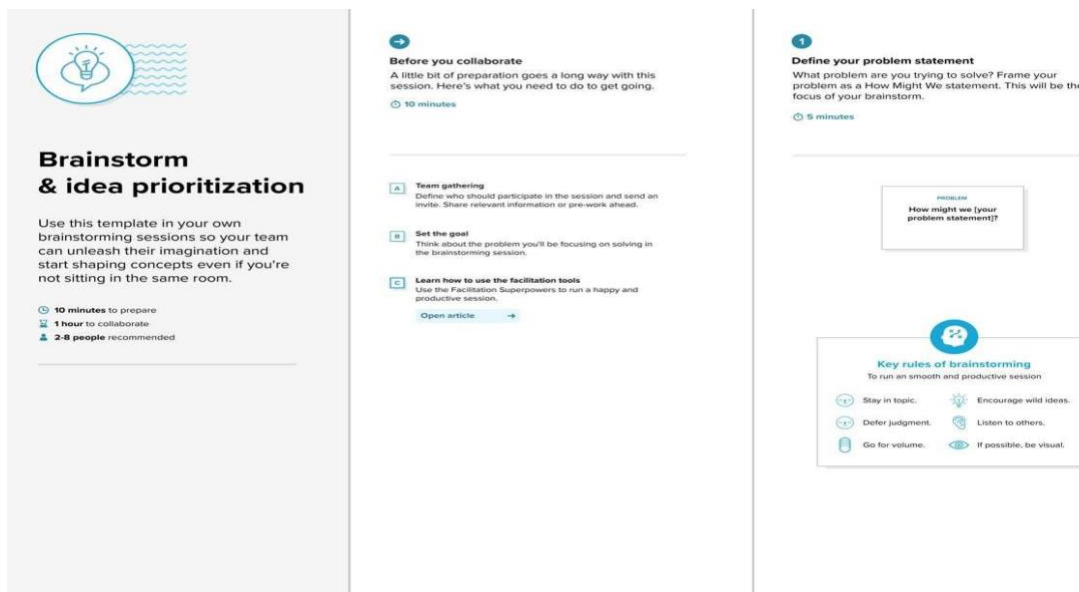 Brainstorm
& idea prioritization
Use this template in your own
brainstorming sessions so your team
can unleash their imagination and
start shaping concepts even if you're
not sitting in the same room.
10 minutes to prepare
1 hour to collaborate
2-8 people recommended
Before you collaborate
A little bit of preparation goes a long way with this
session. Here's what you need to do to get going.
10 minutes
A
Team gathering
Define who should participate in the session and send an
invite. Share relevant information or pre-work ahead.
B
Set the goal
Think about the problem you'll be focusing on solving in
the brainstorming session.
C
Learn how to use the facilitation tools
Use the Facilitation Superpowers to run a happy and
productive session.
Open article
1
Define your problem statement
What problem are you trying to solve? Frame your
problem as a How Might We statement. This will be the
focus of your brainstorm.
5 minutes
PROBLEM
How might we [your
problem statement]?
Key rules of brainstorming
To run an smooth and productive session
Stay in topic.
Encourage wild ideas.
Defer judgment.
Listen to others.
Go for volume.
If possible, be visual.